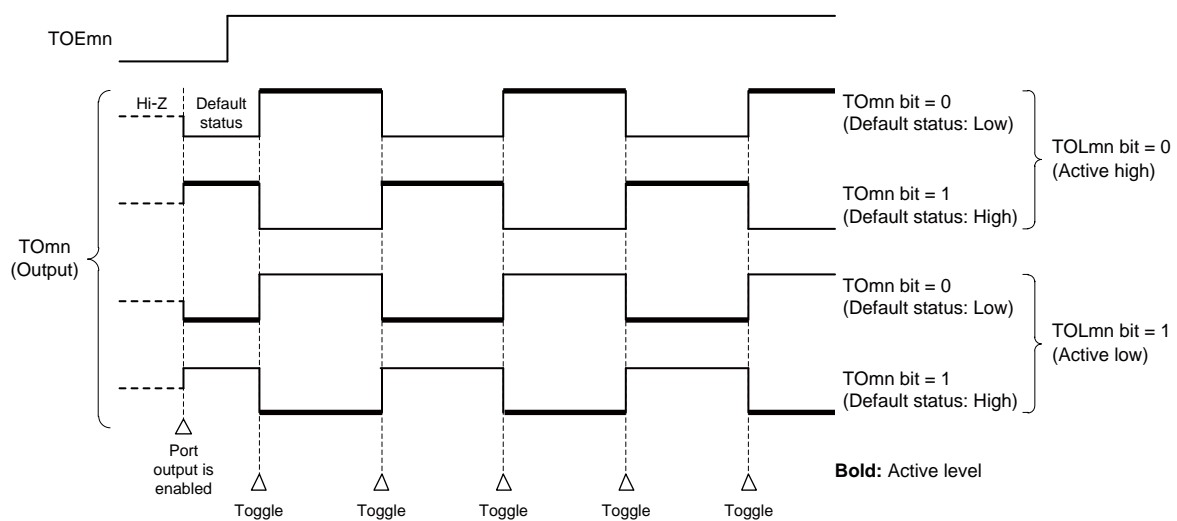 TOEmn
Hi-Z
Default
status
TOmn bit = 0
(Default status: Low)
TOLmn bit = 0
(Active high)
TOmn bit = 1
(Default status: High)
TOmn
(Output)
TOmn bit = 0
(Default status: Low)
TOLmn bit = 1
(Active low)
TOmn bit = 1
(Default status: High)
Port
output is
enabled
Bold: Active level
Toggle
Toggle
Toggle
Toggle
Toggle